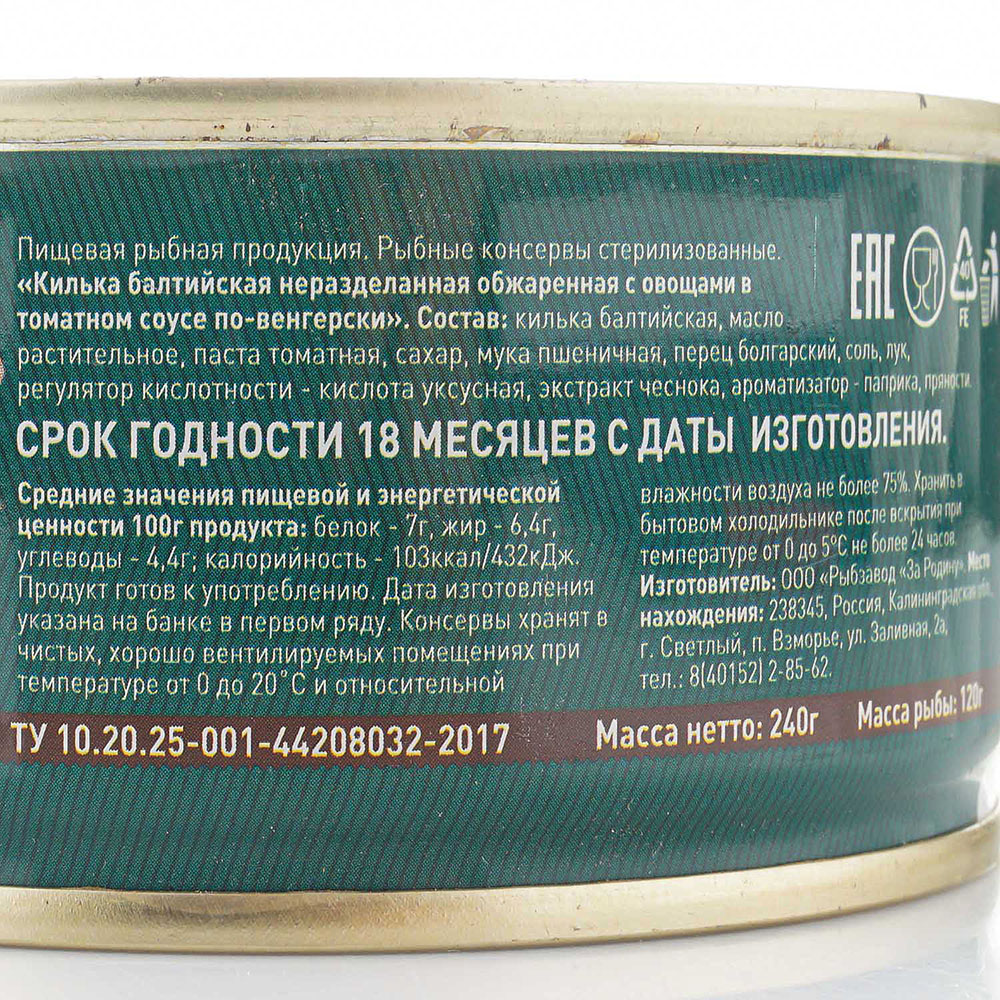 Пищевая рыбная продукция. Рыбные консервы стерилизованные.
«Килька балтийская неразделанная обжаренная с овощами в
томатном соусе по-венгерски». Состав: килька балтийская, масло
растительное, паста томатная, сахар, мука пшеничная, перец болгарский, соль, лук,
регулятор кислотности - кислота уксусная, экстракт чеснока, ароматизатор - паприка, пряности.
EAC
40
FE
СРОК ГОДНОСТИ 18 МЕСЯЦЕВ С ДАТЫ ИЗГОТОВЛЕНИЯ.
Средние значения пищевой и энергетической
ценности 100г продукта: белок - 7г, жир - 6,4г,
углеводы - 4,4г; калорийность - 103ккал/432кДж.
Продукт готов к употреблению. Дата изготовления
указана на банке в первом ряду. Консервы хранят в
чистых, хорошо вентилируемых помещениях при
температуре от 0 до 20°С и относительной
влажности воздуха не более 75%. Хранить в
бытовом холодильнике после вскрытия при
температуре от 0 до 5°С не более 24 часов.
Изготовитель: ООО «Рыбзавод «За Родину». Место
нахождения: 238345, Россия, Калининградская обл.,
г. Светлый, п. Взморье, ул. Заливная, 2а,
тел.: 8(40152) 2-85-62.
ТУ 10.20.25-001-44208032-2017
Масса нетто: 240г
Масса рыбы: 120г